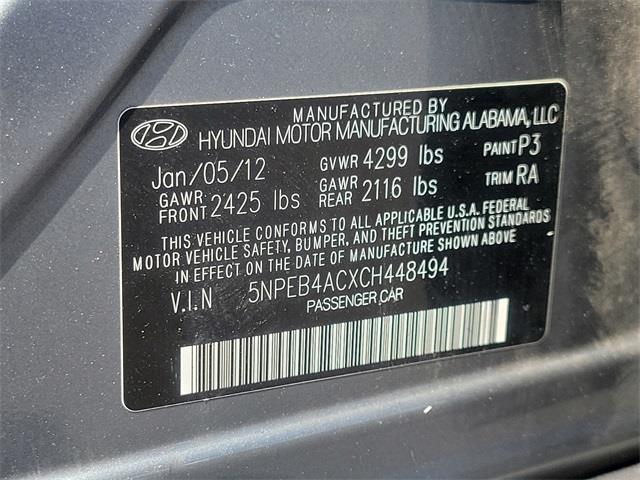 MANUFACTURED BY
HYUNDAI MOTOR MANUFACTURING ALABAMA, LLC
Jan/05/12 GVWR 4299 lbs PAINT P3
GAWR FRONT 2425 lbs GAWR REAR 2116 lbs TRIM RA
THIS VEHICLE CONFORMS TO ALL APPLICABLE U.S.A. FEDERAL
MOTOR VEHICLE SAFETY, BUMPER, AND THEFT PREVENTION STANDARDS
IN EFFECT ON THE DATE OF MANUFACTURE SHOWN ABOVE
V.I.N 5NPEB4ACXCH448494
PASSENGER CAR